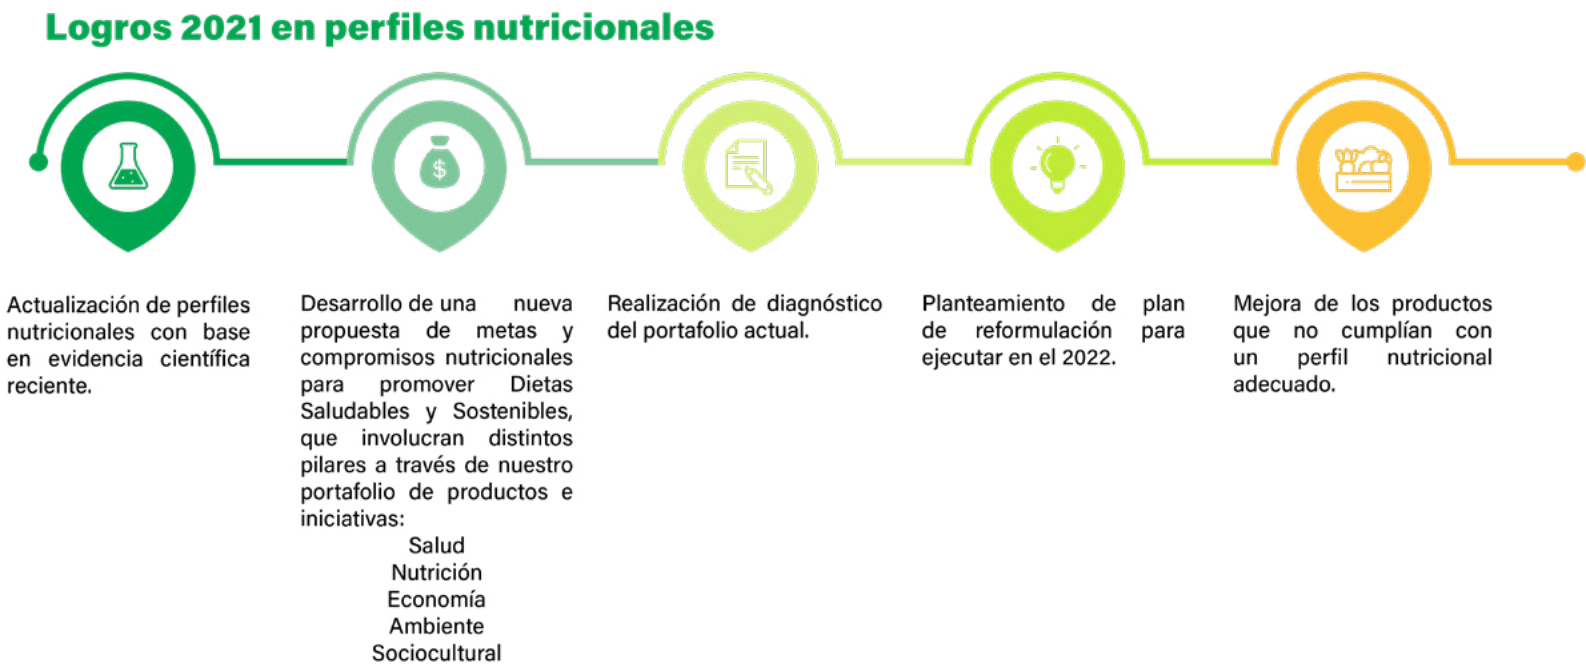 Logros 2021 en perfiles nutricionales
$
Actualización de perfiles
nutricionales con base
en evidencia científica
reciente.
Desarrollo de una nueva
propuesta de metas y
compromisos nutricionales
para promover Dietas
Saludables y Sostenibles,
que involucran distintos
pilares a través de nuestro
portafolio de productos e
iniciativas:
Salud
Nutrición
Economía
Ambiente
Sociocultural
Realización de diagnóstico
del portafolio actual.
Planteamiento de plan
de reformulación para
ejecutar en el 2022.
Mejora de los productos
que no cumplían con
un perfil nutricional
adecuado.